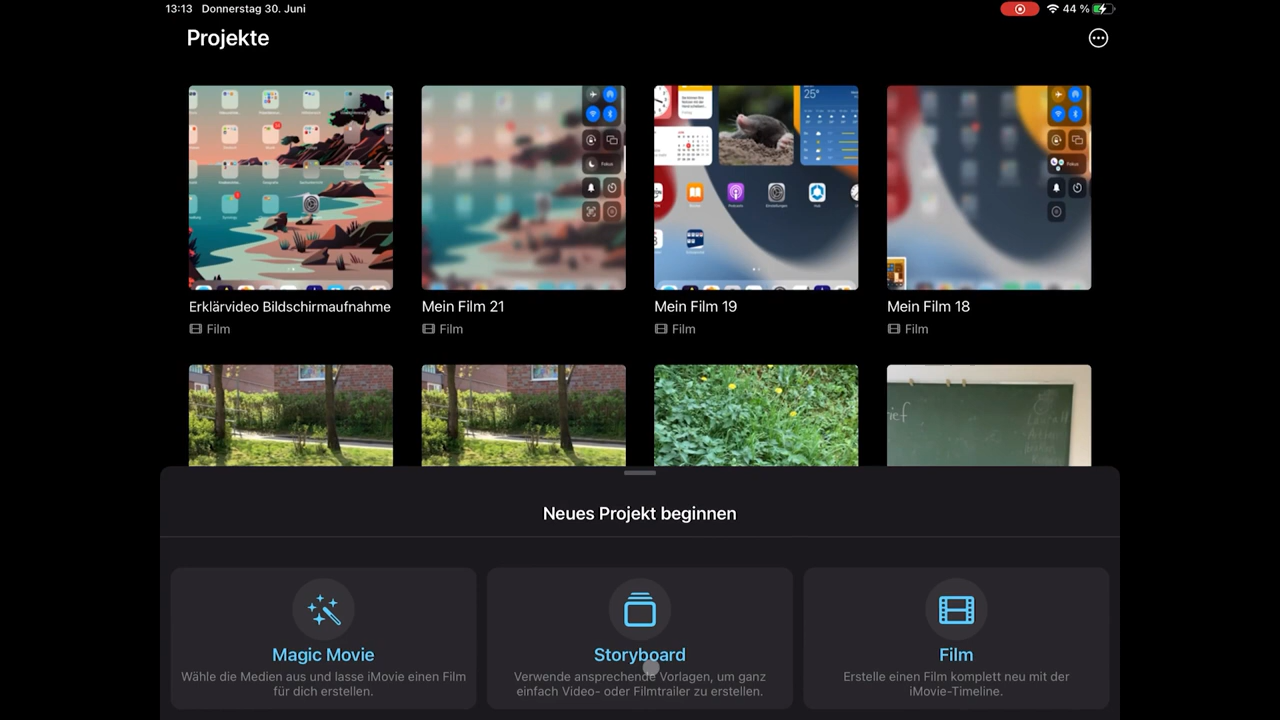 13:13 Donnerstag 30. Juni
44 %
Projekte
25°
Fokus
Fokus
Erklärvideo Bildschirmaufnahme
Mein Film 21
Mein Film 19
Mein Film 18
Film
Film
Film
Film
Neues Projekt beginnen
Magic Movie
Wähle die Medien aus und lasse iMovie einen Film
für dich erstellen.
Storyboard
Verwende ansprechende Vorlagen, um ganz
einfach Video- oder Filmtrailer zu erstellen.
Film
Erstelle einen Film komplett neu mit der
iMovie-Timeline.